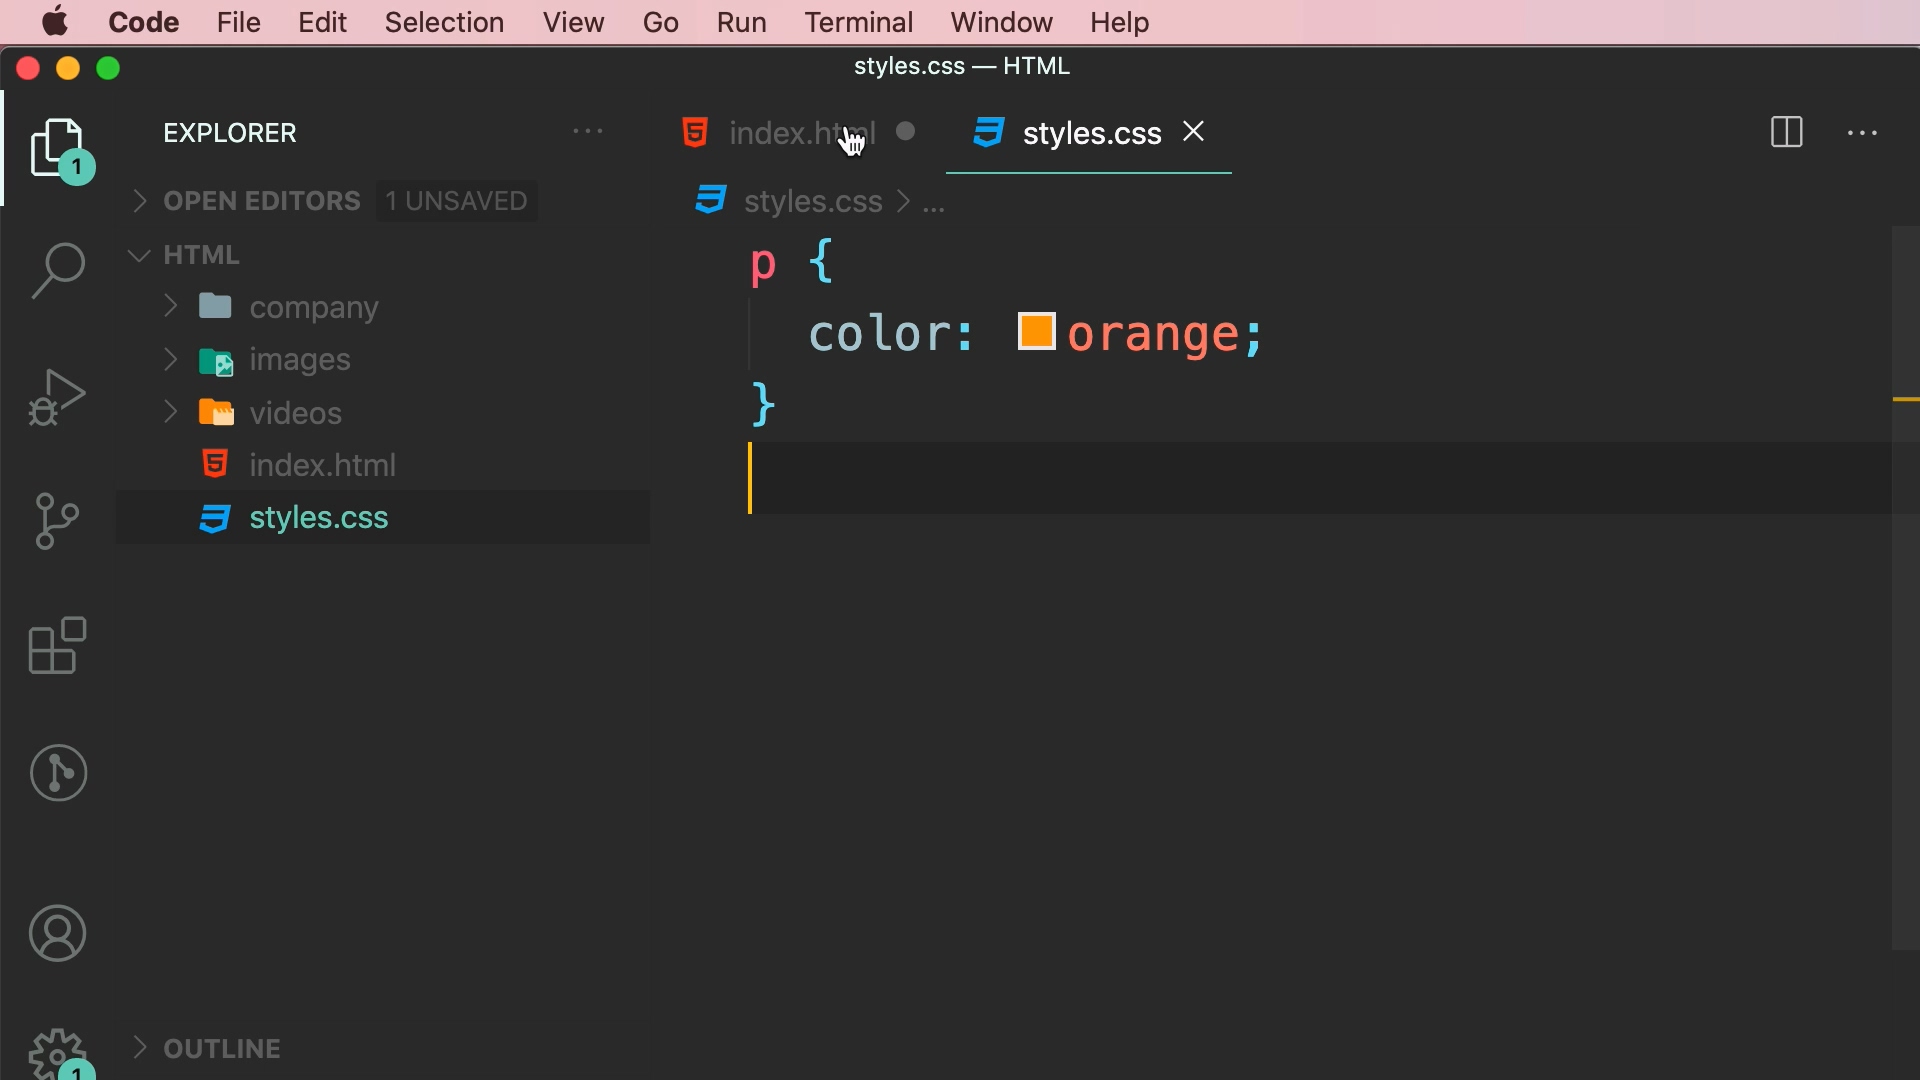 Code File Edit Selection View Go Run Terminal Window Help
styles.css — HTML
EXPLORER ...
index.html
styles.css
1
OPEN EDITORS 1 UNSAVED
styles.css > ...
HTML
company
images
videos
index.html
styles.css
p {
color: orange;
}
OUTLINE
1